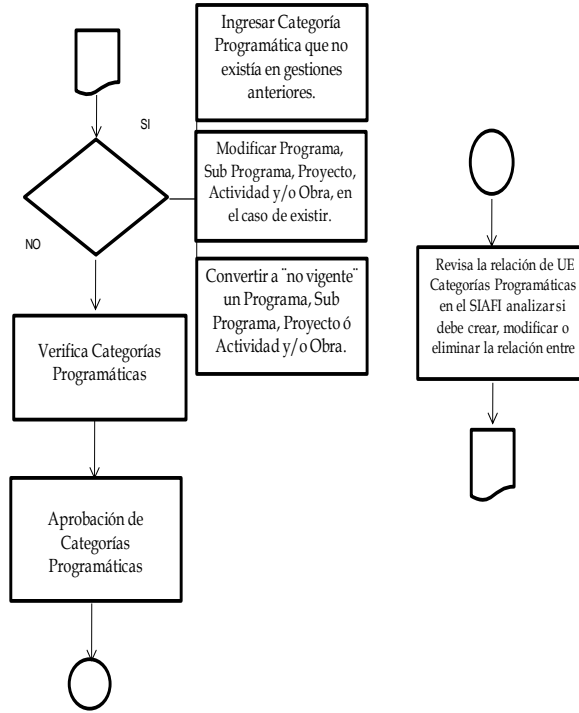 Ingresar Categoría
Programática que no
existía en gestiones
anteriores.
SI
Modificar Programa,
Sub Programa, Proyecto,
Actividad y/o Obra, en
el caso de existir.
NO
Convertir a ¨no vigente¨
un Programa, Sub
Programa, Proyecto ó
Actividad y/o Obra.
Verifica Categorías
Programáticas
Aprobación de
Categorías
Programáticas
Revisa la relación de UE
Categorías Programáticas
en el SIAFI analizar si
debe crear, modificar o
eliminar la relación entre